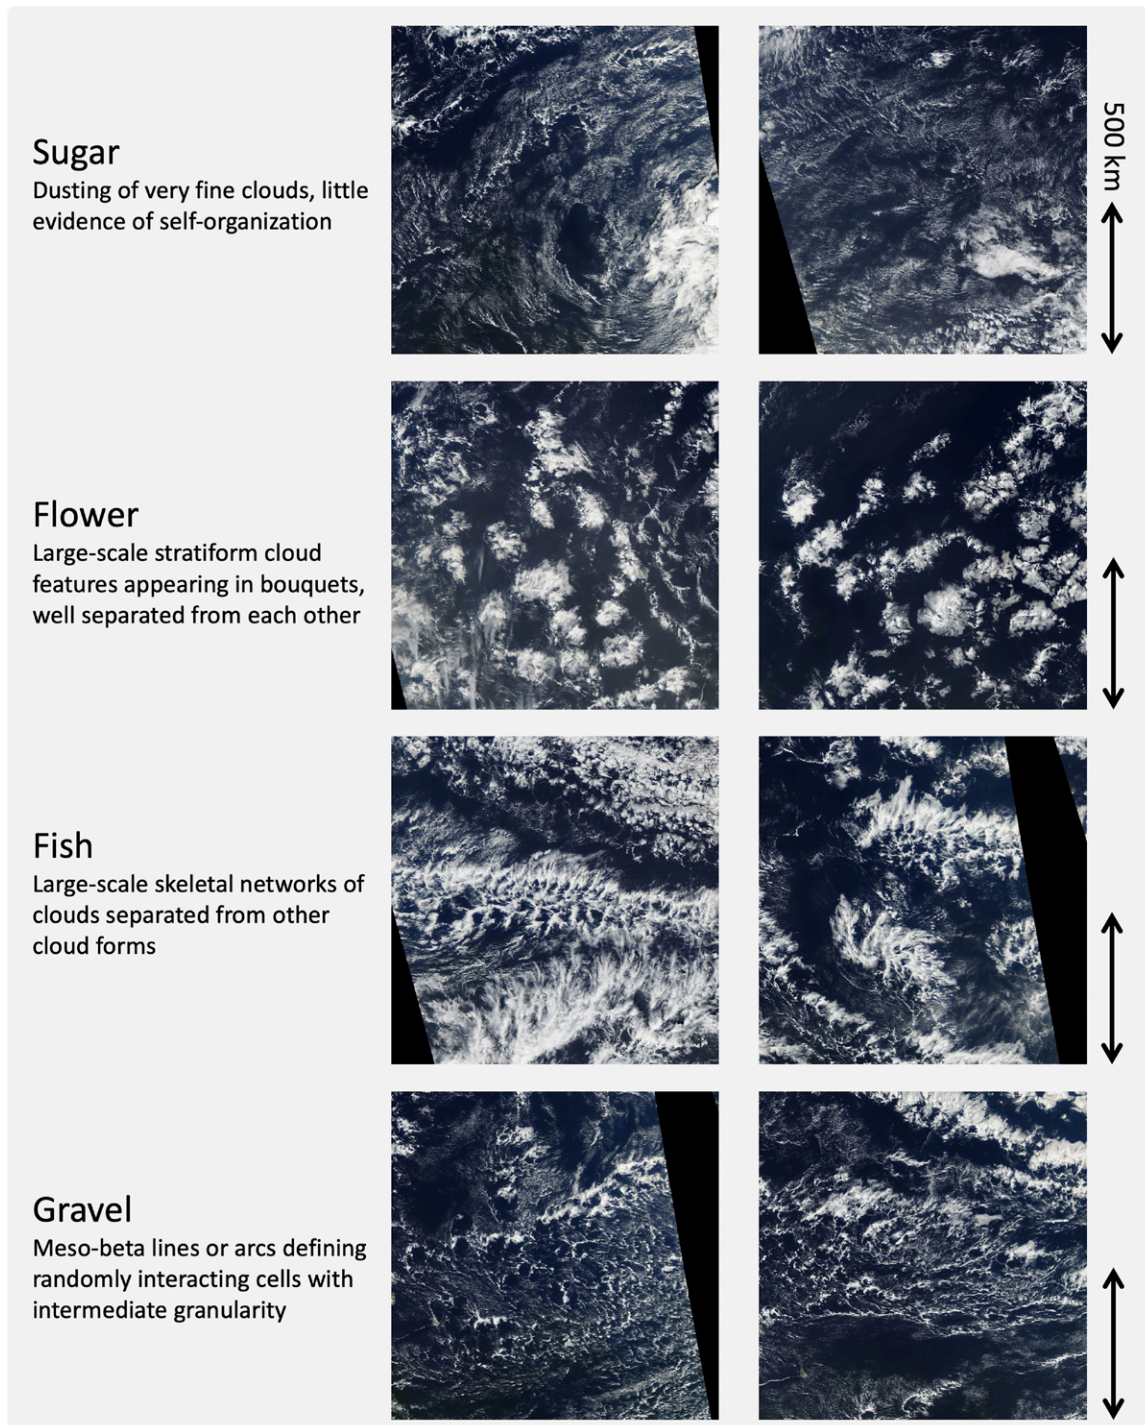 Sugar
Dusting of very fine clouds, little
evidence of self-organization
500 km
Flower
Large-scale stratiform cloud
features appearing in bouquets,
well separated from each other
Fish
Large-scale skeletal networks of
clouds separated from other
cloud forms
Gravel
Meso-beta lines or arcs defining
randomly interacting cells with
intermediate granularity